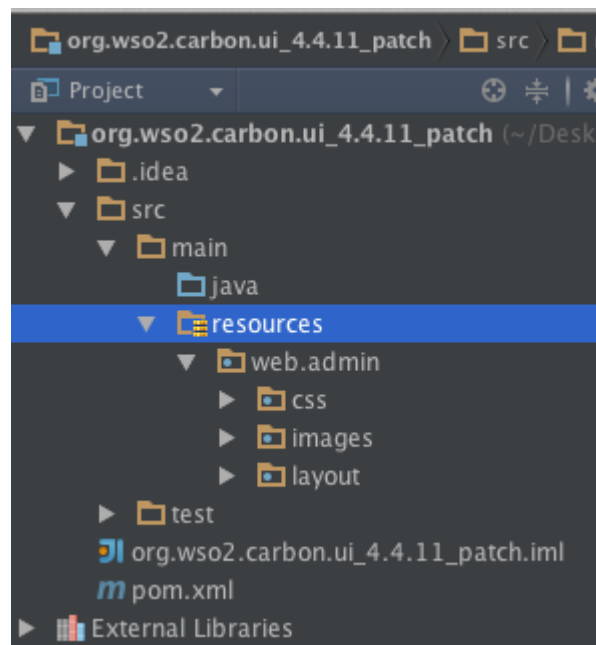 org.wso2.carbon.ui_4.4.11_patch src
Project
org.wso2.carbon.ui_4.4.11_patch (~/Desk
.idea
src
main
java
resources
web.admin
css
images
layout
test
org.wso2.carbon.ui_4.4.11_patch.iml
pom.xml
External Libraries